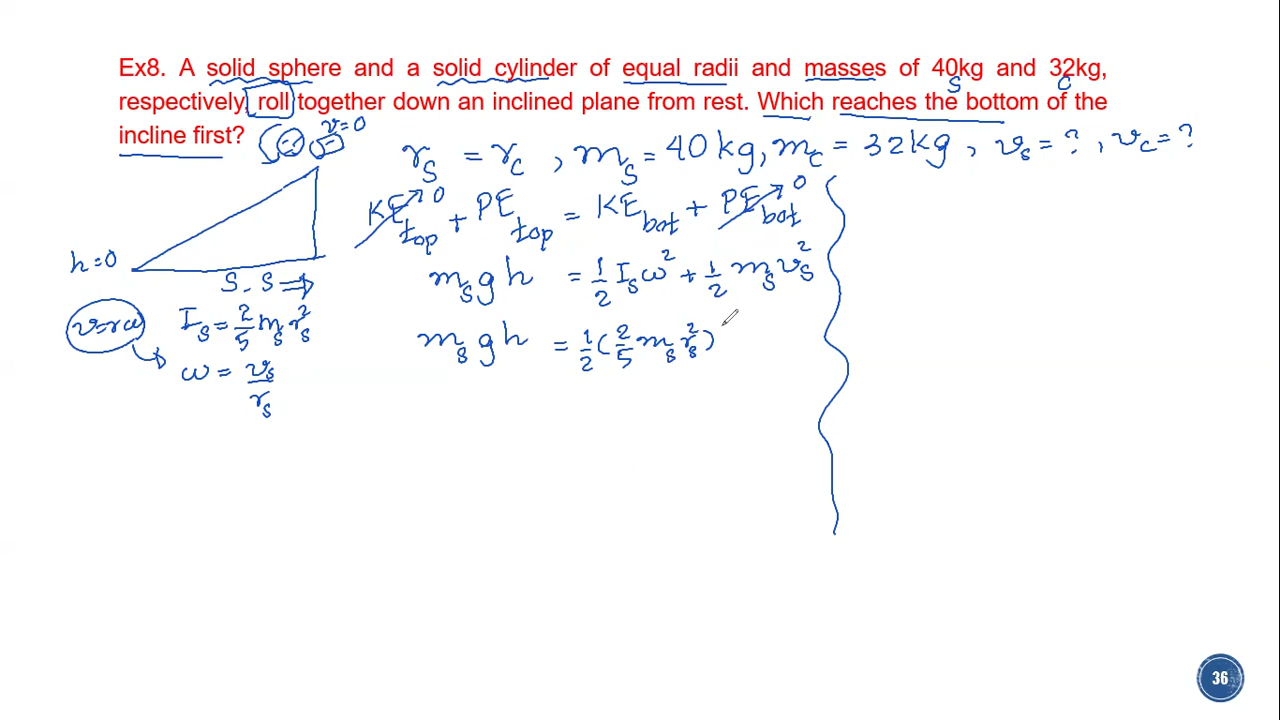 Ex8. A solid sphere and a solid cylinder of equal radii and masses of 40kg and 32kg,
S C
respectively, roll together down an inclined plane from rest. Which reaches the bottom of the
incline first?
v=0
r_S = r_C , m_S = 40 kg, m_C = 32 kg , v_S = ? , v_C = ?
KE_top → 0 + PE_top = KE_bot + PE_bot → 0
h=0
m_S g h = 1/2 I_S ω² + 1/2 m_S v_S²
S.S ⇒
v=rω
I_S = 2/5 m_S r_S²
m_S g h = 1/2 (2/5 m_S r_S²)
ω = v_S/r_S
36